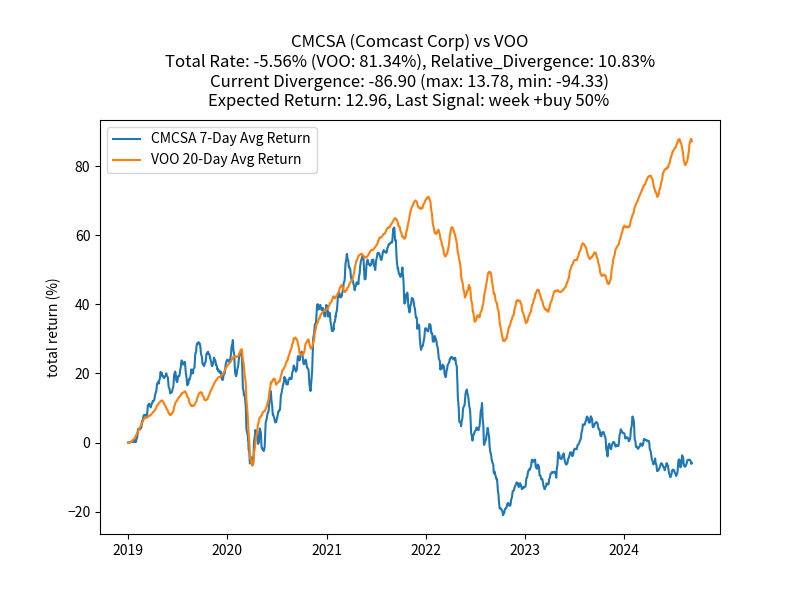 CMCSA (Comcast Corp) vs VOO
Total Rate: -5.56% (VOO: 81.34%), Relative_Divergence: 10.83%
Current Divergence: -86.90 (max: 13.78, min: -94.33)
Expected Return: 12.96, Last Signal: week +buy 50%
CMCSA 7-Day Avg Return
VOO 20-Day Avg Return
total return (%)
80
60
40
20
0
−20
2019 2020 2021 2022 2023 2024